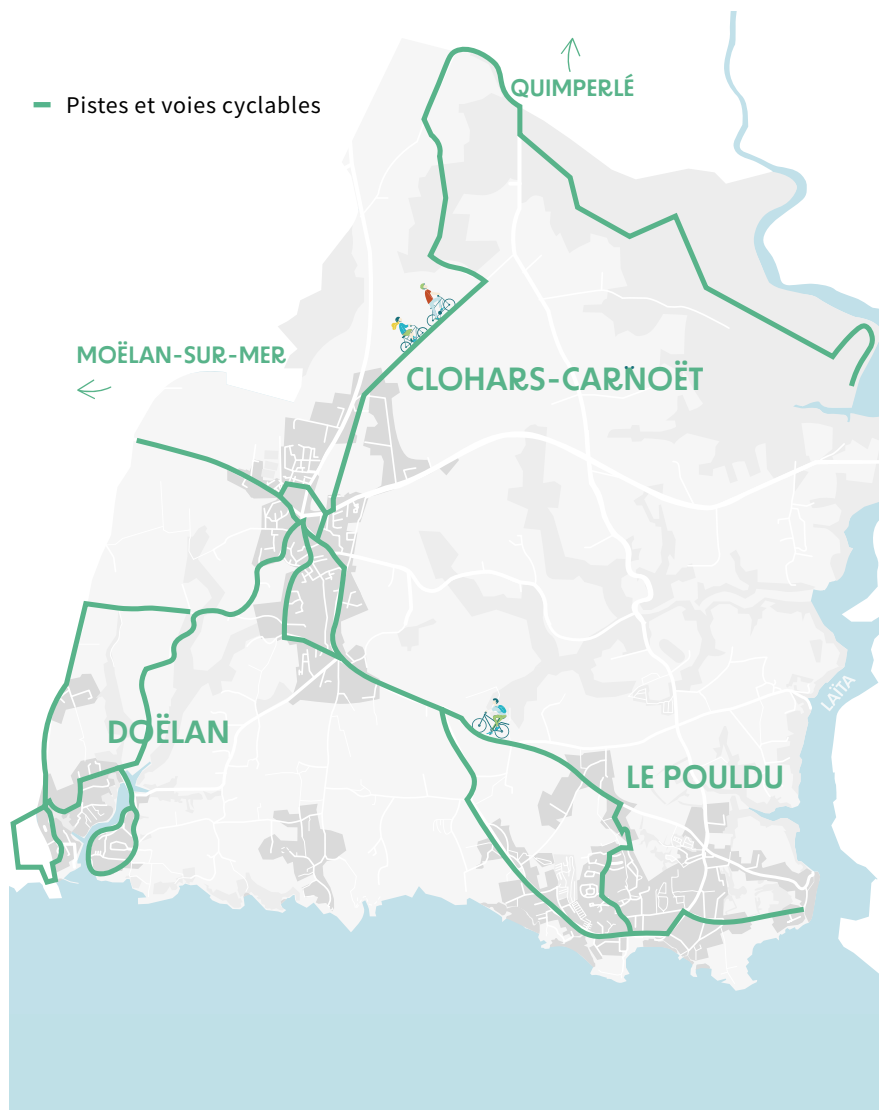 QUIMPERLÉ
Pistes et voies cyclables
MOËLAN-SUR-MER
CLOHARS-CARNOËT
LAÏTA
DOËLAN
LE POULDU